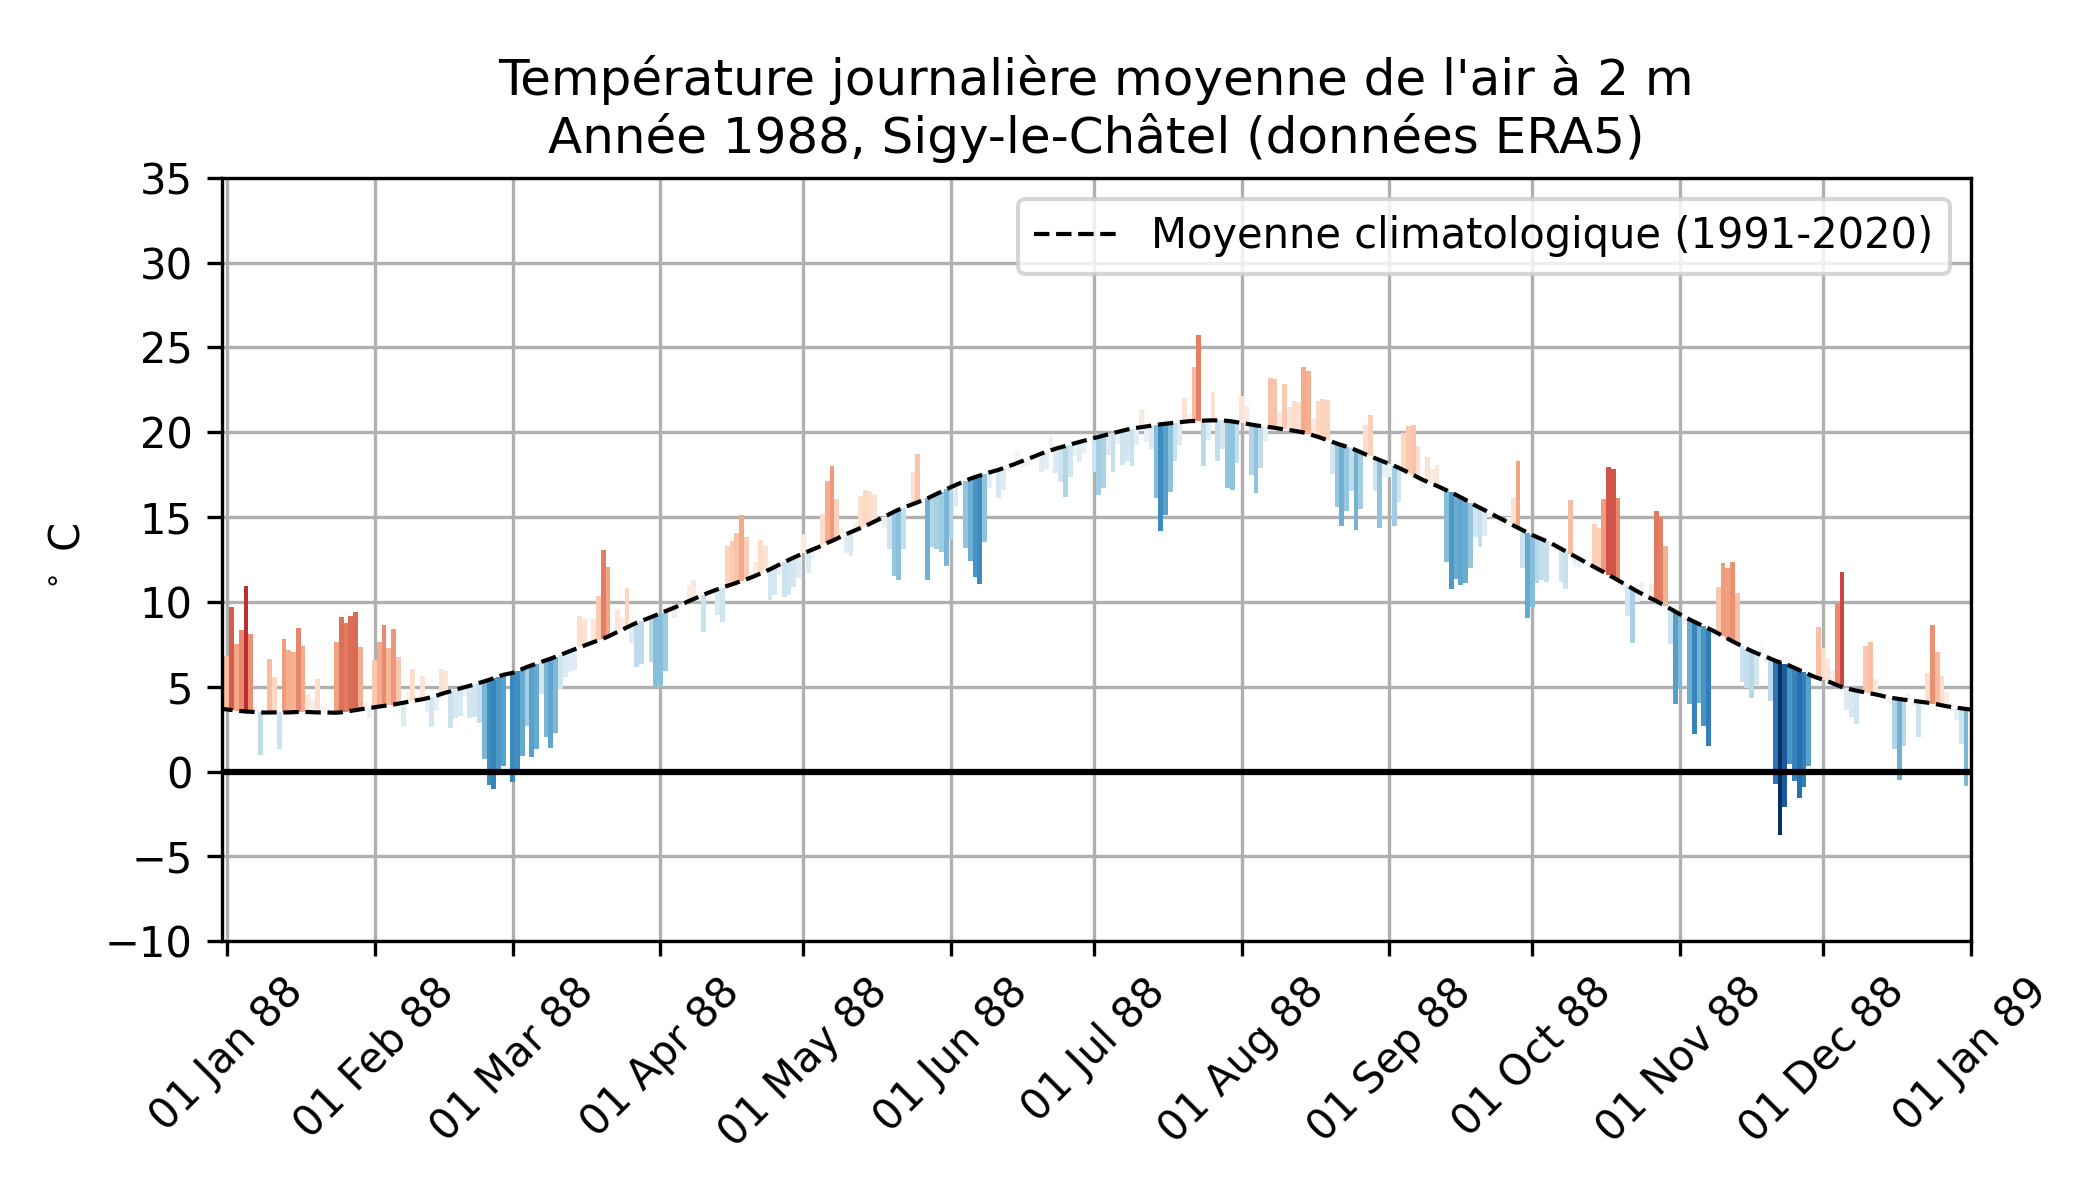 Température journalière moyenne de l'air à 2 m
Année 1988, Sigy-le-Châtel (données ERA5)
Moyenne climatologique (1991-2020)
° C
35
30
25
20
15
10
5
0
−5
−10
01 Jan 88
01 Feb 88
01 Mar 88
01 Apr 88
01 May 88
01 Jun 88
01 Jul 88
01 Aug 88
01 Sep 88
01 Oct 88
01 Nov 88
01 Dec 88
01 Jan 89